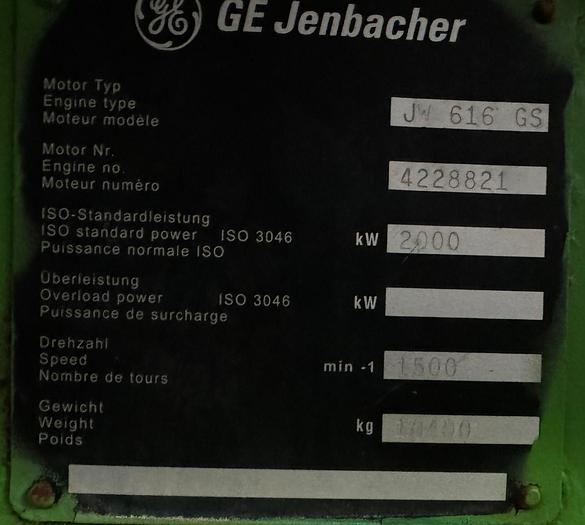 GE GE Jenbacher
Motor Typ
Engine type
Moteur modèle
JW 616 GS
Motor Nr.
Engine no.
Moteur numéro
4228821
ISO-Standardleistung
ISO standard power ISO 3046 kW 2000
Puissance normale ISO
Überleistung
Overload power ISO 3046 kW
Puissance de surcharge
Drehzahl
Speed
Nombre de tours
min -1 1500
Gewicht
Weight
Poids
kg